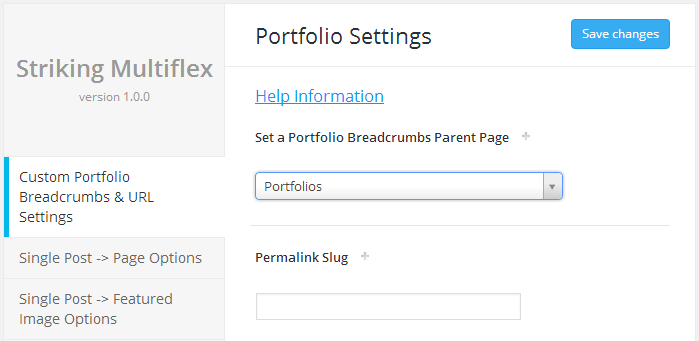 Striking Multiflex
version 1.0.0
Custom Portfolio
Breadcrumbs & URL
Settings
Single Post -> Page Options
Single Post -> Featured
Image Options
Portfolio Settings
Save changes
Help Information
Set a Portfolio Breadcrumbs Parent Page +
Portfolios
Permalink Slug +